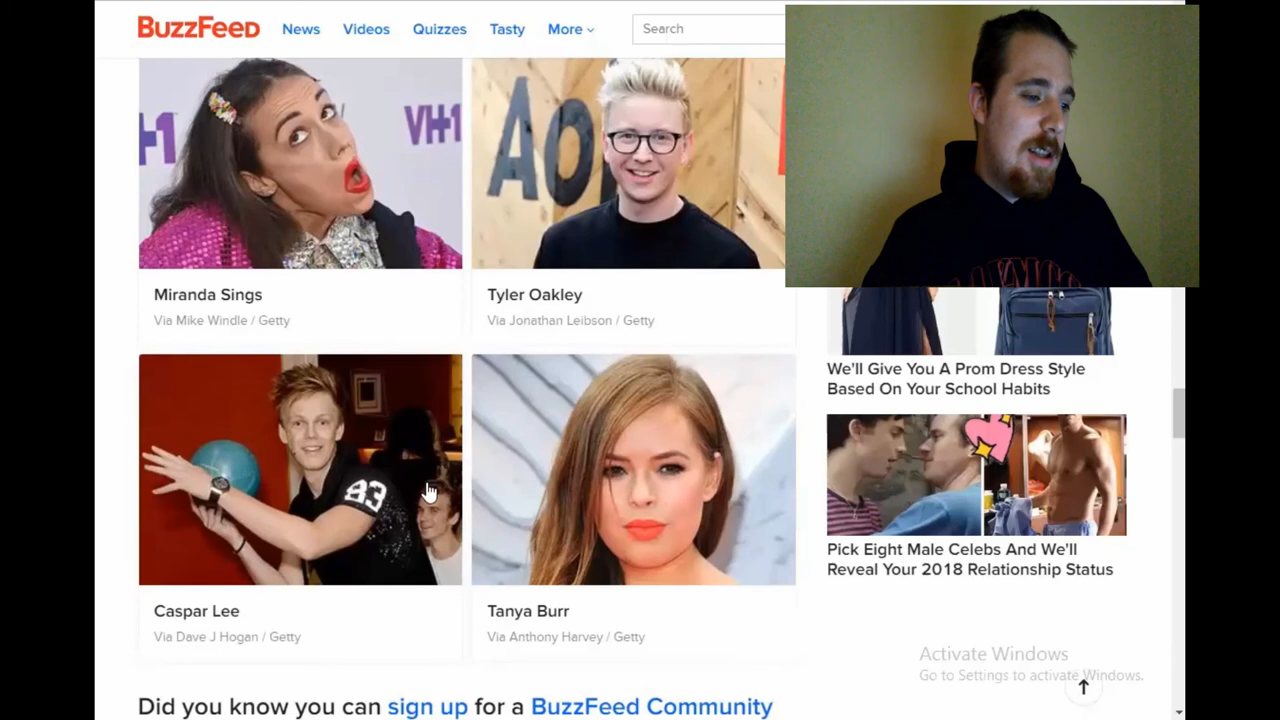 BuzzFeed News Videos Quizzes Tasty More Search
VH1
AOL
Miranda Sings
Via Mike Windle / Getty
Tyler Oakley
Via Jonathan Leibson / Getty
83
Caspar Lee
Via Dave J Hogan / Getty
Tanya Burr
Via Anthony Harvey / Getty
We'll Give You A Prom Dress Style
Based On Your School Habits
Pick Eight Male Celebs And We'll
Reveal Your 2018 Relationship Status
Activate Windows
Go to Settings to activate Windows.
Did you know you can sign up for a BuzzFeed Community